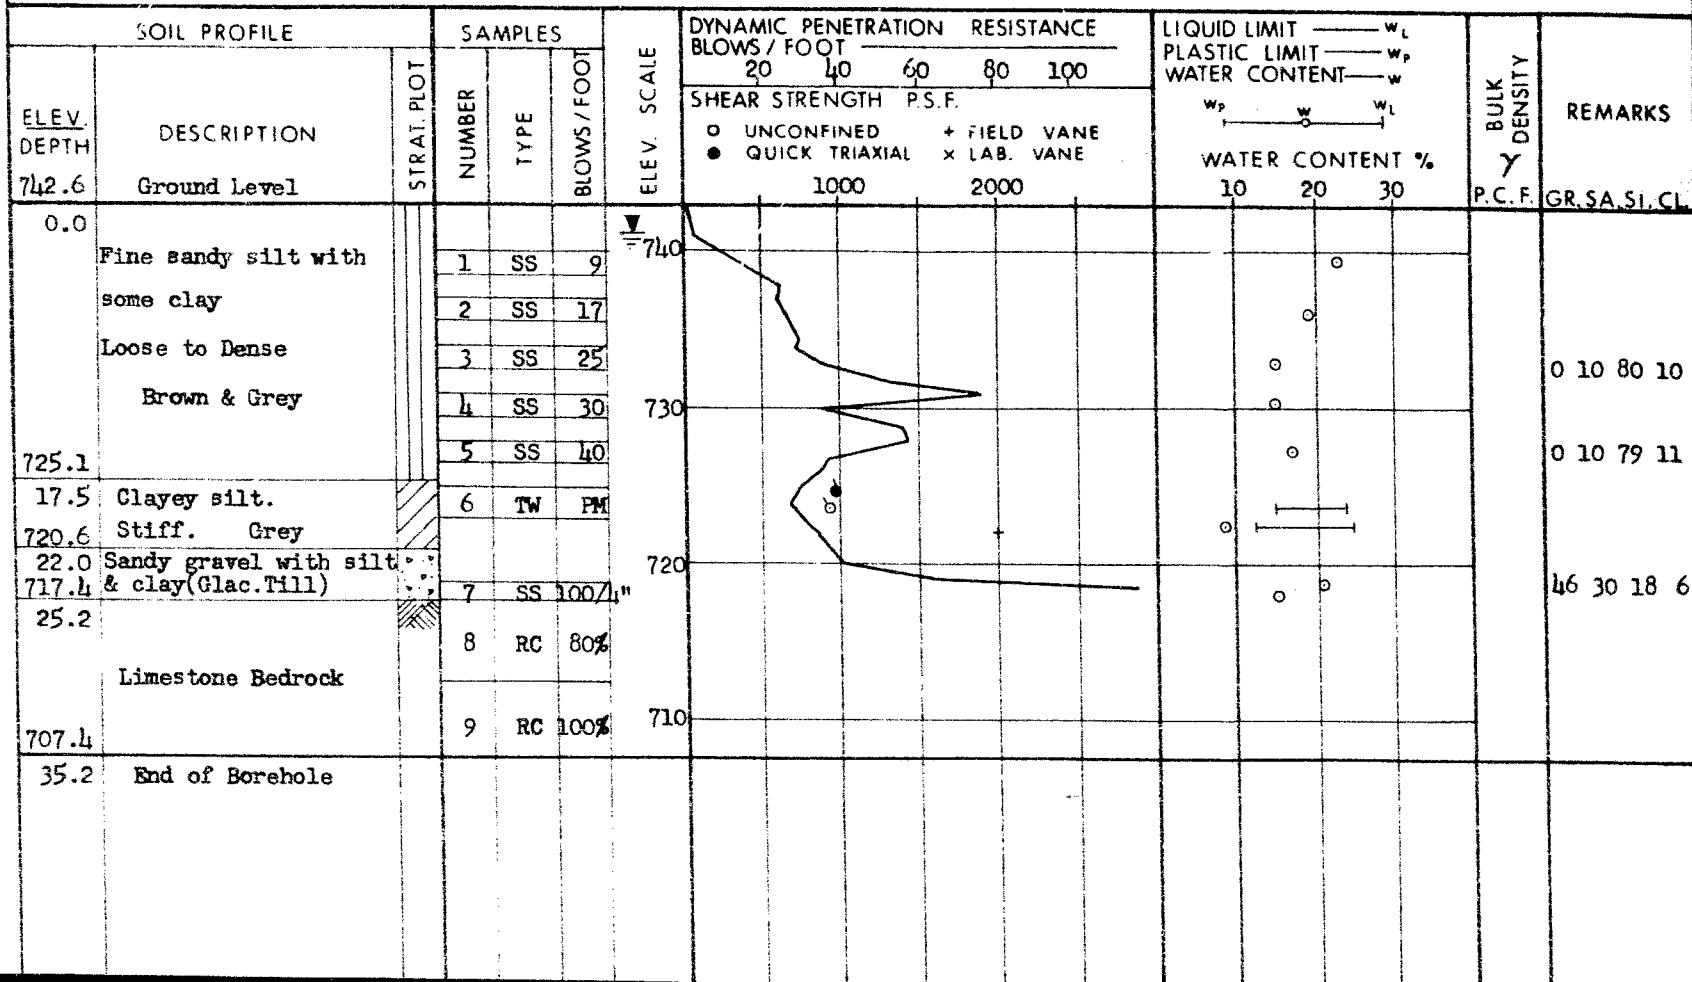 SOIL PROFILE
SAMPLES
ELEV. SCALE
DYNAMIC PENETRATION RESISTANCE
BLOWS / FOOT
20 40 60 80 100
SHEAR STRENGTH P.S.F.
UNCONFINED + FIELD VANE
QUICK TRIAXIAL × LAB. VANE
1000 2000
LIQUID LIMIT wL
PLASTIC LIMIT wP
WATER CONTENT w
wP w wL
WATER CONTENT %
10 20 30
BULK DENSITY
γ
P.C.F.
REMARKS
GR.SA.SI.CL.
ELEV.
DEPTH
DESCRIPTION
STRAT. PLOT
NUMBER
TYPE
BLOWS / FOOT
742.6 Ground Level
0.0
740
Fine sandy silt with
1 SS 9
some clay
2 SS 17
Loose to Dense
3 SS 25
0 10 80 10
Brown & Grey
4 SS 30
730
5 SS 40
0 10 79 11
725.1
17.5 Clayey silt.
6 TW PM
Stiff. Grey
720.6
22.0 Sandy gravel with silt
720
717.4 & clay(Glac.Till)
7 SS 100/4"
46 30 18 6
25.2
8 RC 80%
Limestone Bedrock
710
9 RC 100%
707.4
35.2 End of Borehole